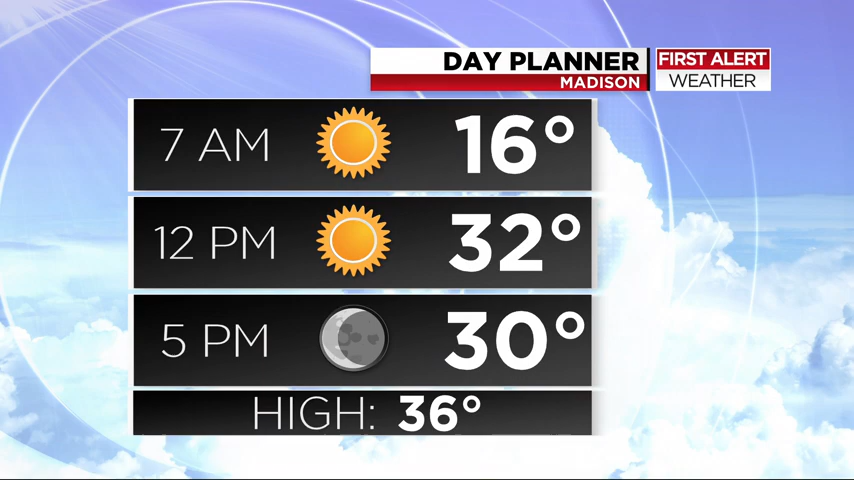 DAY PLANNER
MADISON
FIRST ALERT
WEATHER
7 AM 16°
12 PM 32°
5 PM 30°
HIGH: 36°